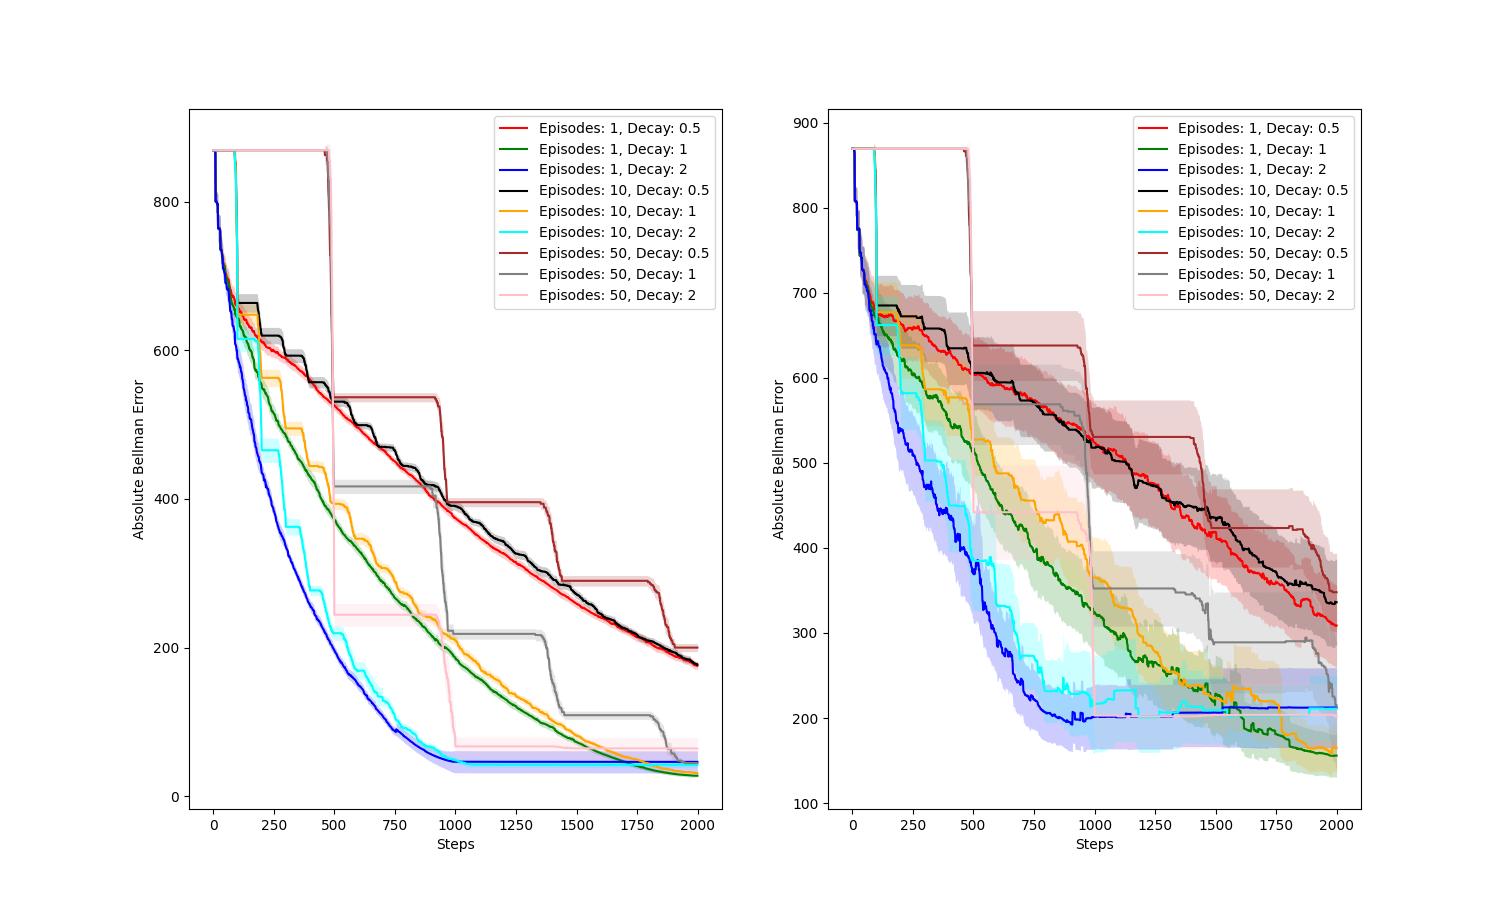 Absolute Bellman Error
800
600
400
200
0
0 250 500 750 1000 1250 1500 1750 2000
Steps
Episodes: 1, Decay: 0.5
Episodes: 1, Decay: 1
Episodes: 1, Decay: 2
Episodes: 10, Decay: 0.5
Episodes: 10, Decay: 1
Episodes: 10, Decay: 2
Episodes: 50, Decay: 0.5
Episodes: 50, Decay: 1
Episodes: 50, Decay: 2
Absolute Bellman Error
900
800
700
600
500
400
300
200
100
0 250 500 750 1000 1250 1500 1750 2000
Steps
Episodes: 1, Decay: 0.5
Episodes: 1, Decay: 1
Episodes: 1, Decay: 2
Episodes: 10, Decay: 0.5
Episodes: 10, Decay: 1
Episodes: 10, Decay: 2
Episodes: 50, Decay: 0.5
Episodes: 50, Decay: 1
Episodes: 50, Decay: 2